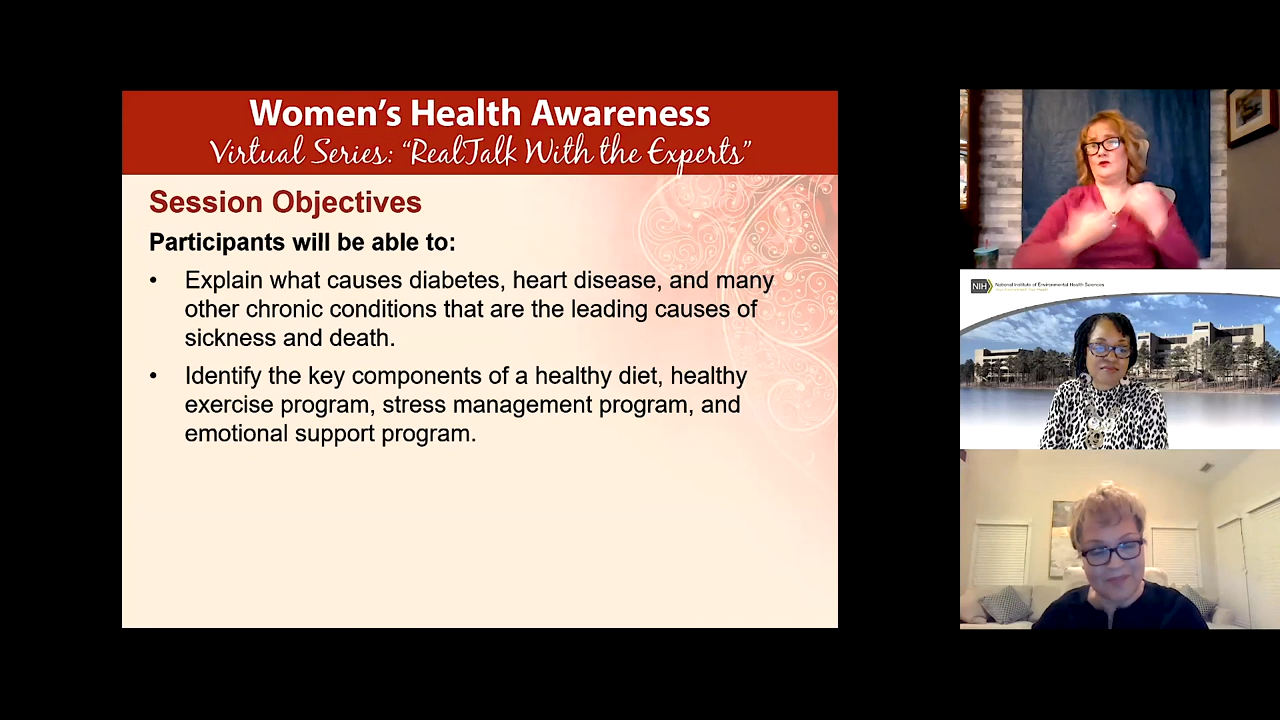 Women's Health Awareness
Virtual Series: "RealTalk With the Experts"
Session Objectives
Participants will be able to:
• Explain what causes diabetes, heart disease, and many
other chronic conditions that are the leading causes of
sickness and death.
• Identify the key components of a healthy diet, healthy
exercise program, stress management program, and
emotional support program.
NIH
National Institute of Environmental Health Sciences